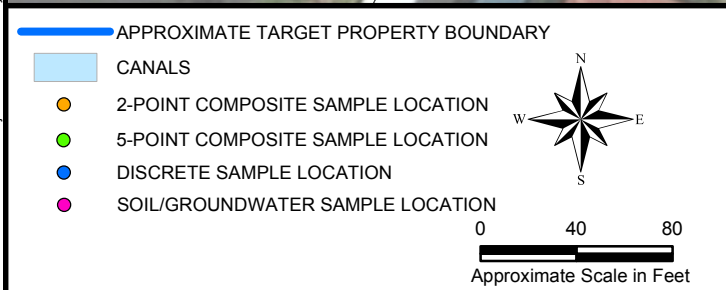 APPROXIMATE TARGET PROPERTY BOUNDARY
CANALS
2-POINT COMPOSITE SAMPLE LOCATION
5-POINT COMPOSITE SAMPLE LOCATION
DISCRETE SAMPLE LOCATION
SOIL/GROUNDWATER SAMPLE LOCATION
N
W E
S
0 40 80
Approximate Scale in Feet